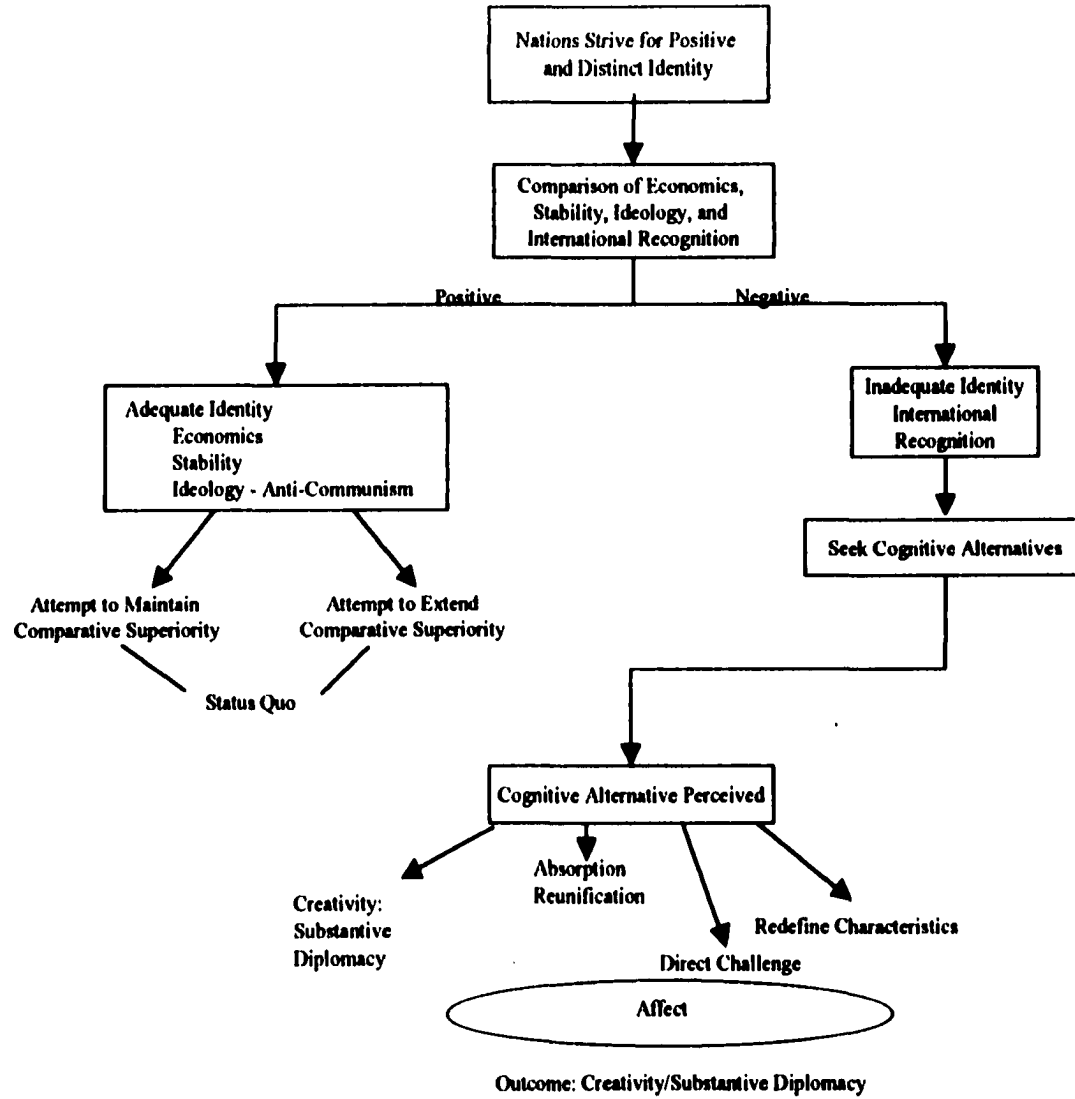 Nations Strive for Positive
and Distinct Identity
Comparison of Economics,
Stability, Ideology, and
International Recognition
Positive
Negative
Adequate Identity
Economics
Stability
Ideology - Anti-Communism
Inadequate Identity
International
Recognition
Seek Cognitive Alternatives
Attempt to Maintain
Comparative Superiority
Attempt to Extend
Comparative Superiority
Status Quo
Cognitive Alternative Perceived
Creativity:
Substantive
Diplomacy
Absorption
Reunification
Direct Challenge
Redefine Characteristics
Affect
Outcome: Creativity/Substantive Diplomacy